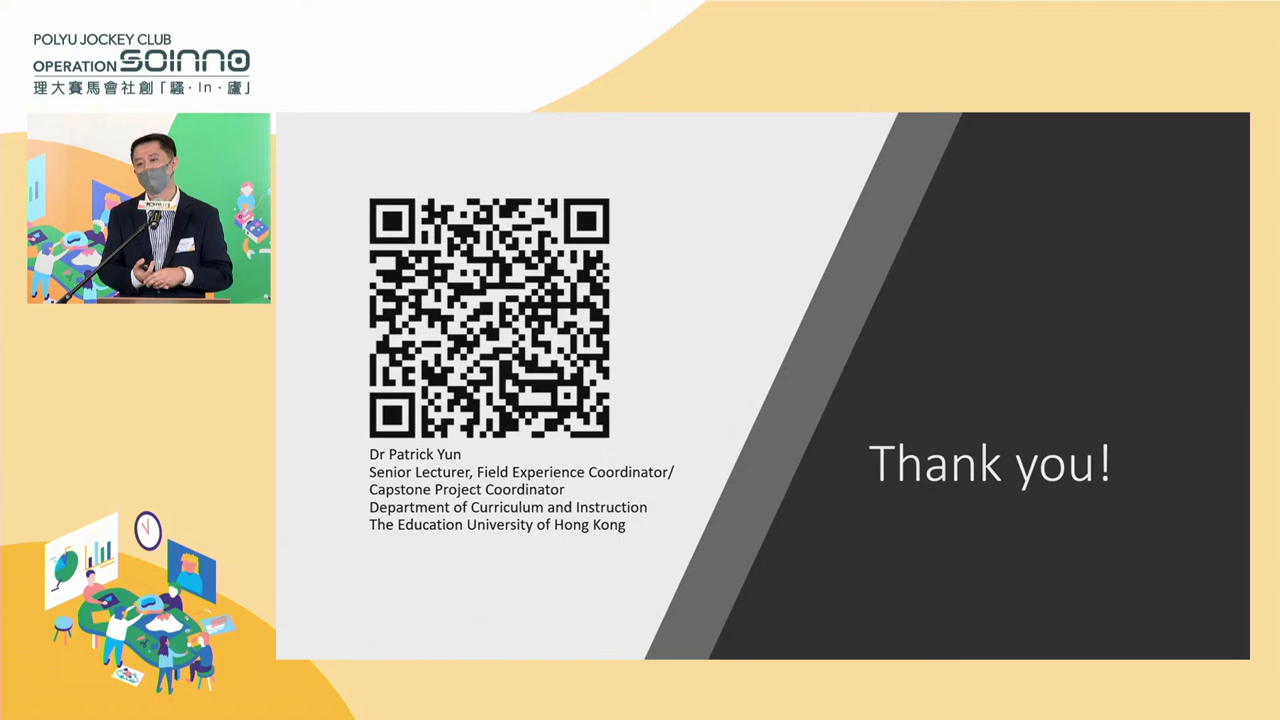 POLYU JOCKEY CLUB
OPERATION SOINNO
理大賽馬會社創「騷·In·廬」
Dr Patrick Yun
Senior Lecturer, Field Experience Coordinator/
Capstone Project Coordinator
Department of Curriculum and Instruction
The Education University of Hong Kong
Thank you!